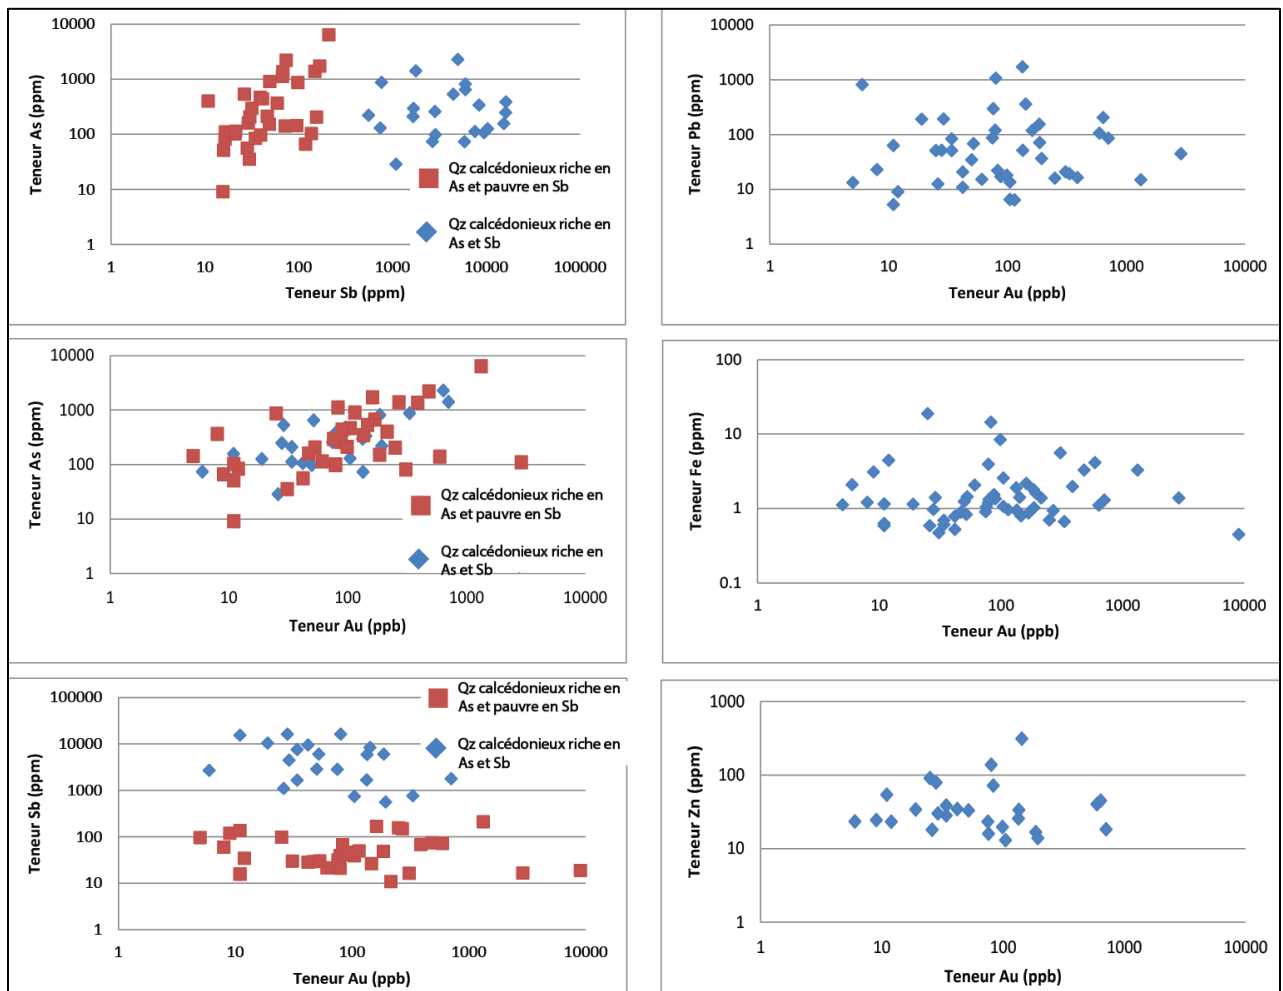 10000
1000
100
10
1
Teneur As (ppm)
1
10
100
1000
10000
100000
Teneur Sb (ppm)
Qz calcédonieux riche en
As et pauvre en Sb
Qz calcédonieux riche en
As et Sb
10000
1000
100
10
1
Teneur Pb (ppm)
1
10
100
1000
10000
Teneur Au (ppb)
10000
1000
100
10
1
Teneur As (ppm)
1
10
100
1000
10000
Teneur Au (ppb)
Qz calcédonieux riche en
As et pauvre en Sb
Qz calcédonieux riche en
As et Sb
100
10
1
0.1
Teneur Fe (ppm)
1
10
100
1000
10000
Teneur Au (ppb)
100000
10000
1000
100
10
1
Teneur Sb (ppm)
1
10
100
1000
10000
Teneur Au (ppb)
Qz calcédonieux riche en
As et pauvre en Sb
Qz calcédonieux riche en
As et Sb
1000
100
10
1
Teneur Zn (ppm)
1
10
100
1000
10000
Teneur Au (ppb)